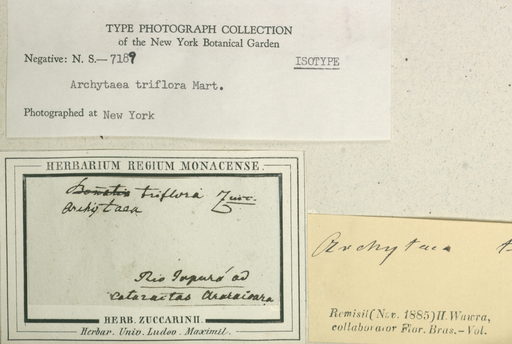 TYPE PHOTOGRAPH COLLECTION
of the New York Botanical Garden
Negative: N. S.—7189
ISOTYPE
Archytaea triflora Mart.
Photographed at New York
HERBARIUM REGIUM MONACENSE.
triflora Zucc.
Archytaea
Rio Japurá ad
Cataractas Araracoara
HERB. ZUCCARINII.
Herbar. Univ. Ludov. Maximil.
Archytaea t
Remisit (Nov. 1885) H. Wawra,
collaborator Flor. Bras.-Vol.